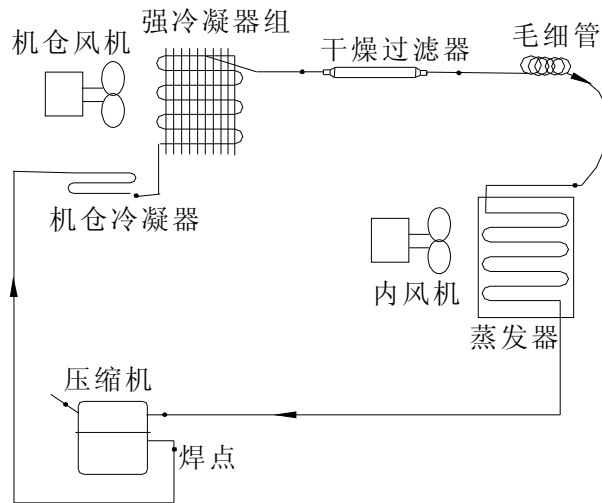 强冷凝器组
毛细管
机仓风机
干燥过滤器
机仓冷凝器
内风机
蒸发器
压缩机
焊点